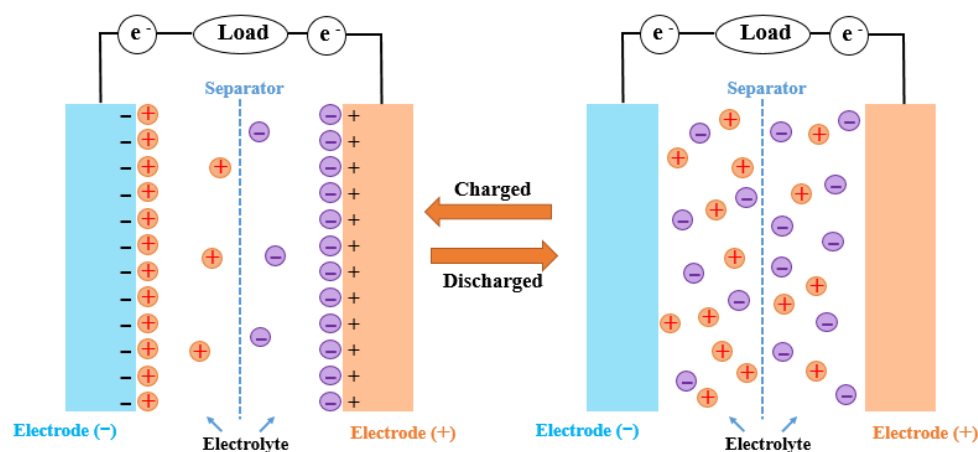 e - Load e -
Separator
Electrode (−)
Electrolyte
Electrode (+)
Charged
Discharged
e - Load e -
Separator
Electrode (−)
Electrolyte
Electrode (+)